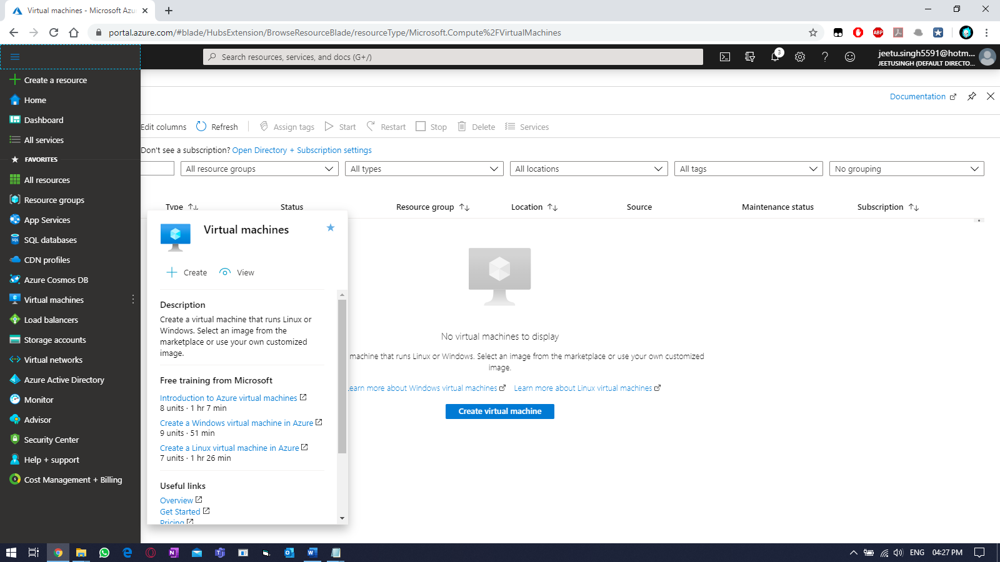 Virtual machines - Microsoft Azu
portal.azure.com/#blade/HubsExtension/BrowseResourceBlade/resourceType/Microsoft.Compute%2FVirtualMachines
ABP
Search resources, services, and docs (G+/)
3
jeetu.singh5591@hotm...
JEETUSINGH (DEFAULT DIRECTO...
Create a resource
Home
Dashboard
All services
FAVORITES
All resources
Resource groups
App Services
SQL databases
CDN profiles
Azure Cosmos DB
Virtual machines
Load balancers
Storage accounts
Virtual networks
Azure Active Directory
Monitor
Advisor
Security Center
Help + support
Cost Management + Billing
Documentation
Edit columns Refresh Assign tags Start Restart Stop Delete Services
Don't see a subscription? Open Directory + Subscription settings
All resource groups All types All locations All tags No grouping
Type Status Resource group Location Source Maintenance status Subscription
Virtual machines
Create View
Description
Create a virtual machine that runs Linux or
Windows. Select an image from the
marketplace or use your own customized
image.
Free training from Microsoft
Introduction to Azure virtual machines
8 units · 1 hr 7 min
Create a Windows virtual machine in Azure
9 units · 51 min
Create a Linux virtual machine in Azure
7 units · 1 hr 26 min
Useful links
Overview
Get Started
Pricing
No virtual machines to display
machine that runs Linux or Windows. Select an image from the marketplace or use your own customized
image.
earn more about Windows virtual machines Learn more about Linux virtual machines
Create virtual machine
ENG 04:27 PM